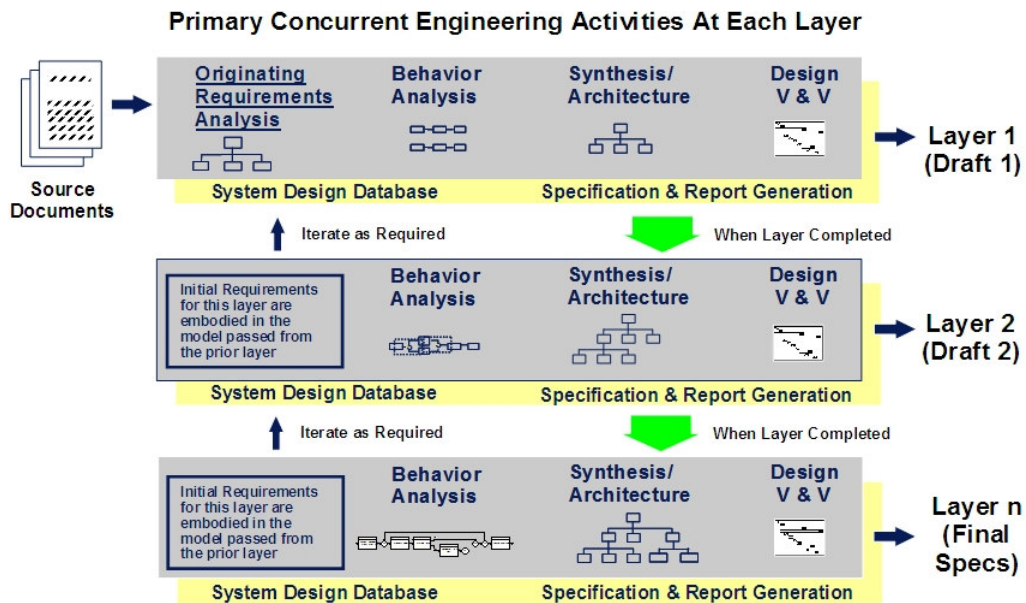 Primary Concurrent Engineering Activities At Each Layer
Source
Documents
Originating
Requirements
Analysis
Behavior
Analysis
Synthesis/
Architecture
Design
V & V
System Design Database
Specification & Report Generation
Layer 1
(Draft 1)
Iterate as Required
When Layer Completed
Initial Requirements
for this layer are
embodied in the
model passed from
the prior layer
Behavior
Analysis
Synthesis/
Architecture
Design
V & V
System Design Database
Specification & Report Generation
Layer 2
(Draft 2)
Iterate as Required
When Layer Completed
Initial Requirements
for this layer are
embodied in the
model passed from
the prior layer
Behavior
Analysis
Synthesis/
Architecture
Design
V & V
System Design Database
Specification & Report Generation
Layer n
(Final
Specs)